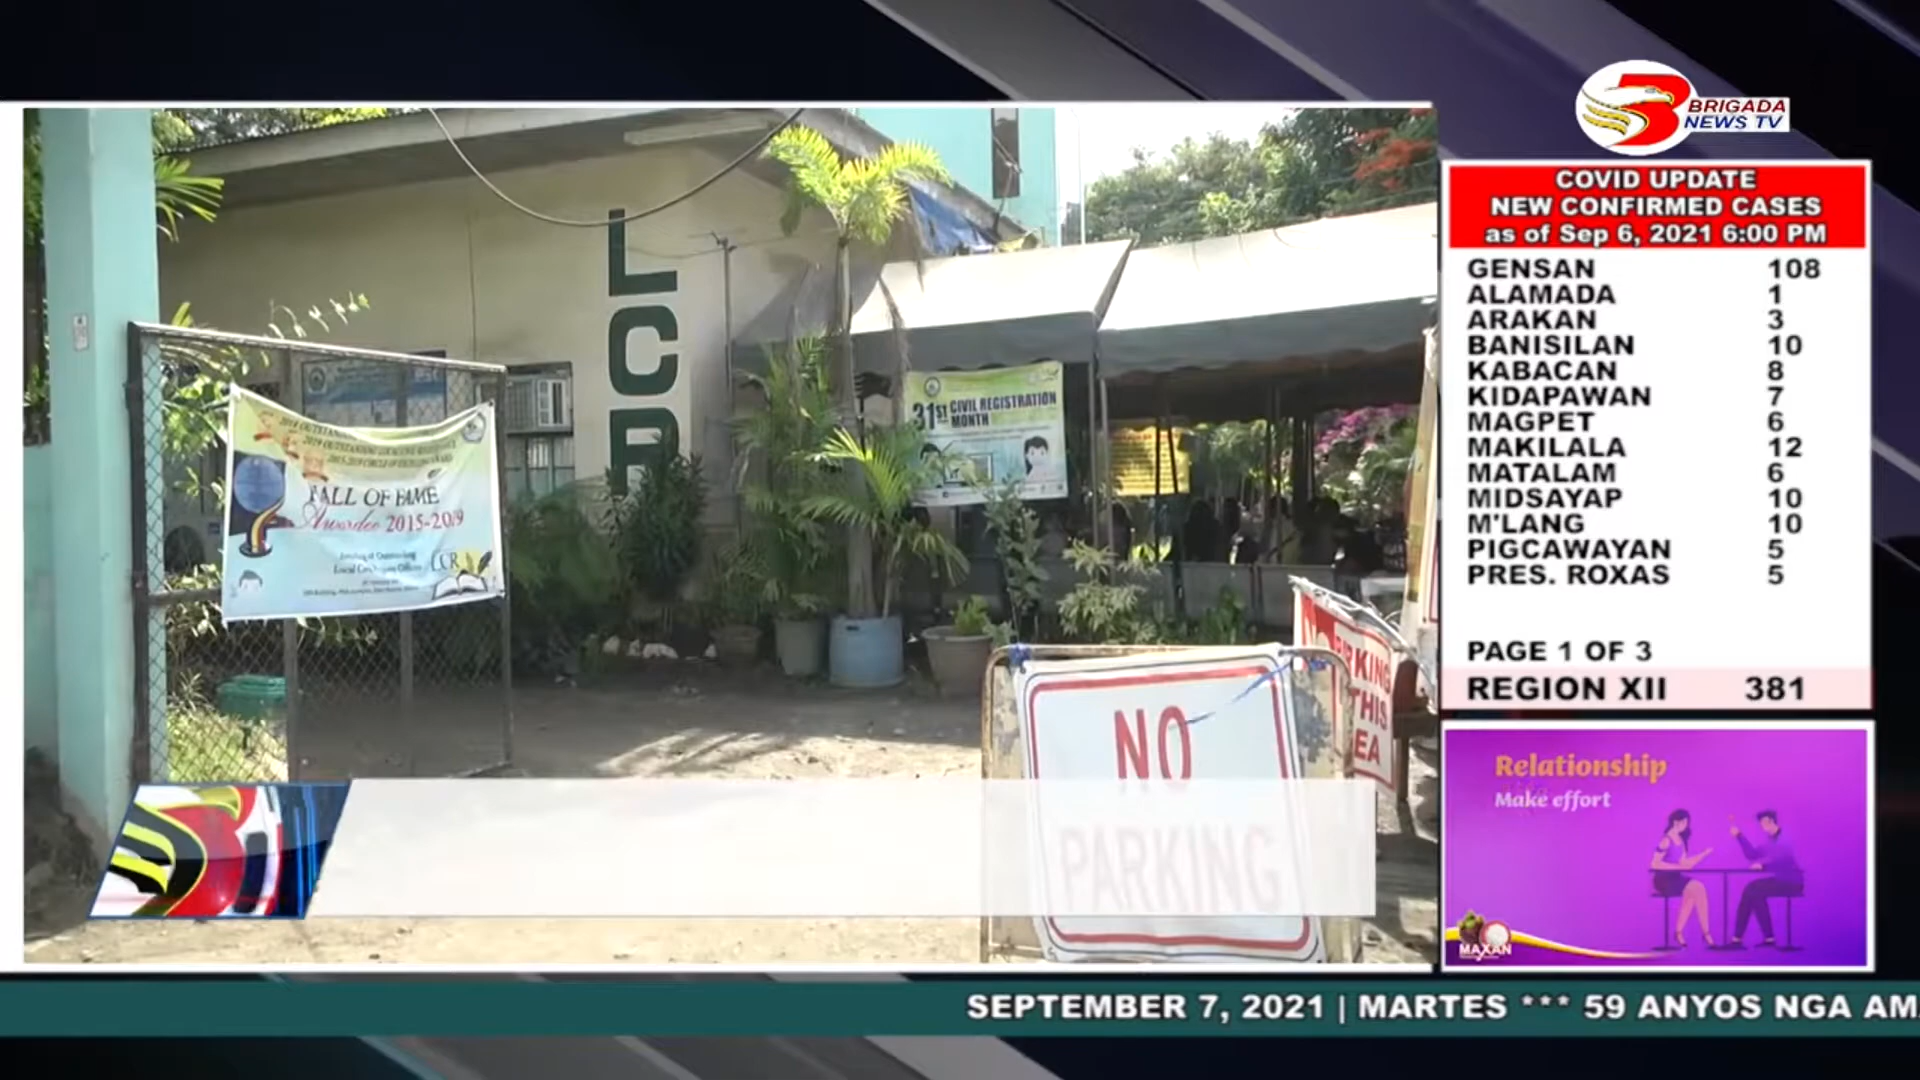 BRIGADA
NEWS TV
COVID UPDATE
NEW CONFIRMED CASES
as of Sep 6, 2021 6:00 PM
GENSAN 108
ALAMADA 1
ARAKAN 3
BANISILAN 10
KABACAN 8
KIDAPAWAN 7
MAGPET 6
MAKILALA 12
MATALAM 6
MIDSAYAP 10
M'LANG 10
PIGCAWAYAN 5
PRES. ROXAS 5
PAGE 1 OF 3
REGION XII 381
Relationship
Make effort
MAXAN
LCR
31ST CIVIL REGISTRATION
MONTH
HALL OF FAME
Awardee 2015-2019
LCR
NO
PARKING
PARKING
THIS
SEPTEMBER 7, 2021 | MARTES *** 59 ANYOS NGA AM